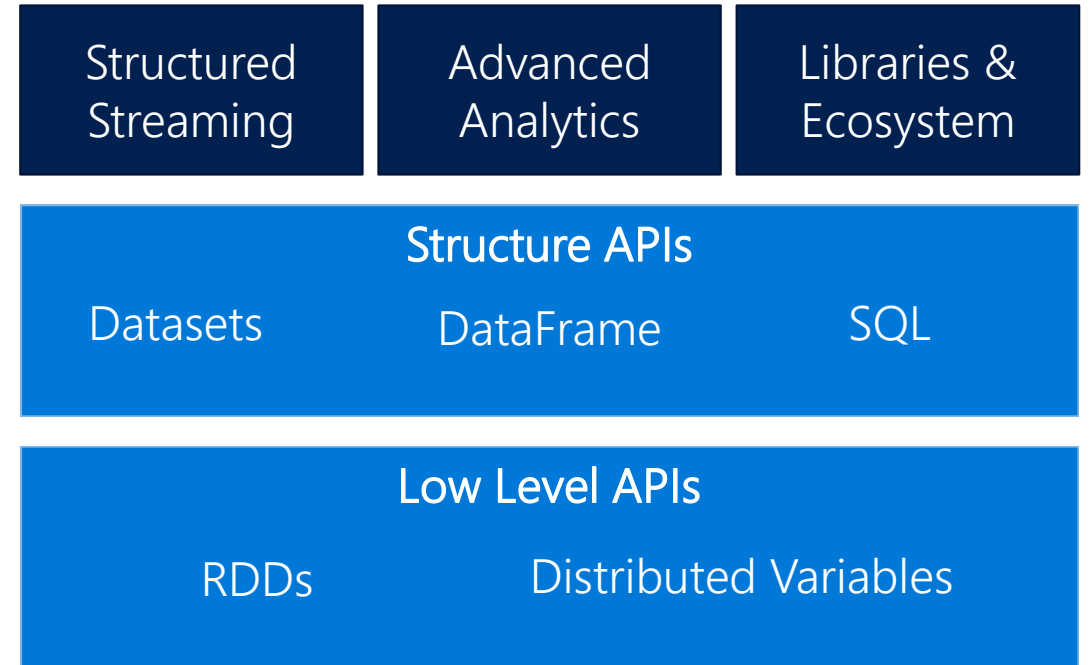 Structured
Streaming
Advanced
Analytics
Libraries &
Ecosystem
Structure APIs
Datasets
DataFrame
SQL
Low Level APIs
RDDs
Distributed Variables